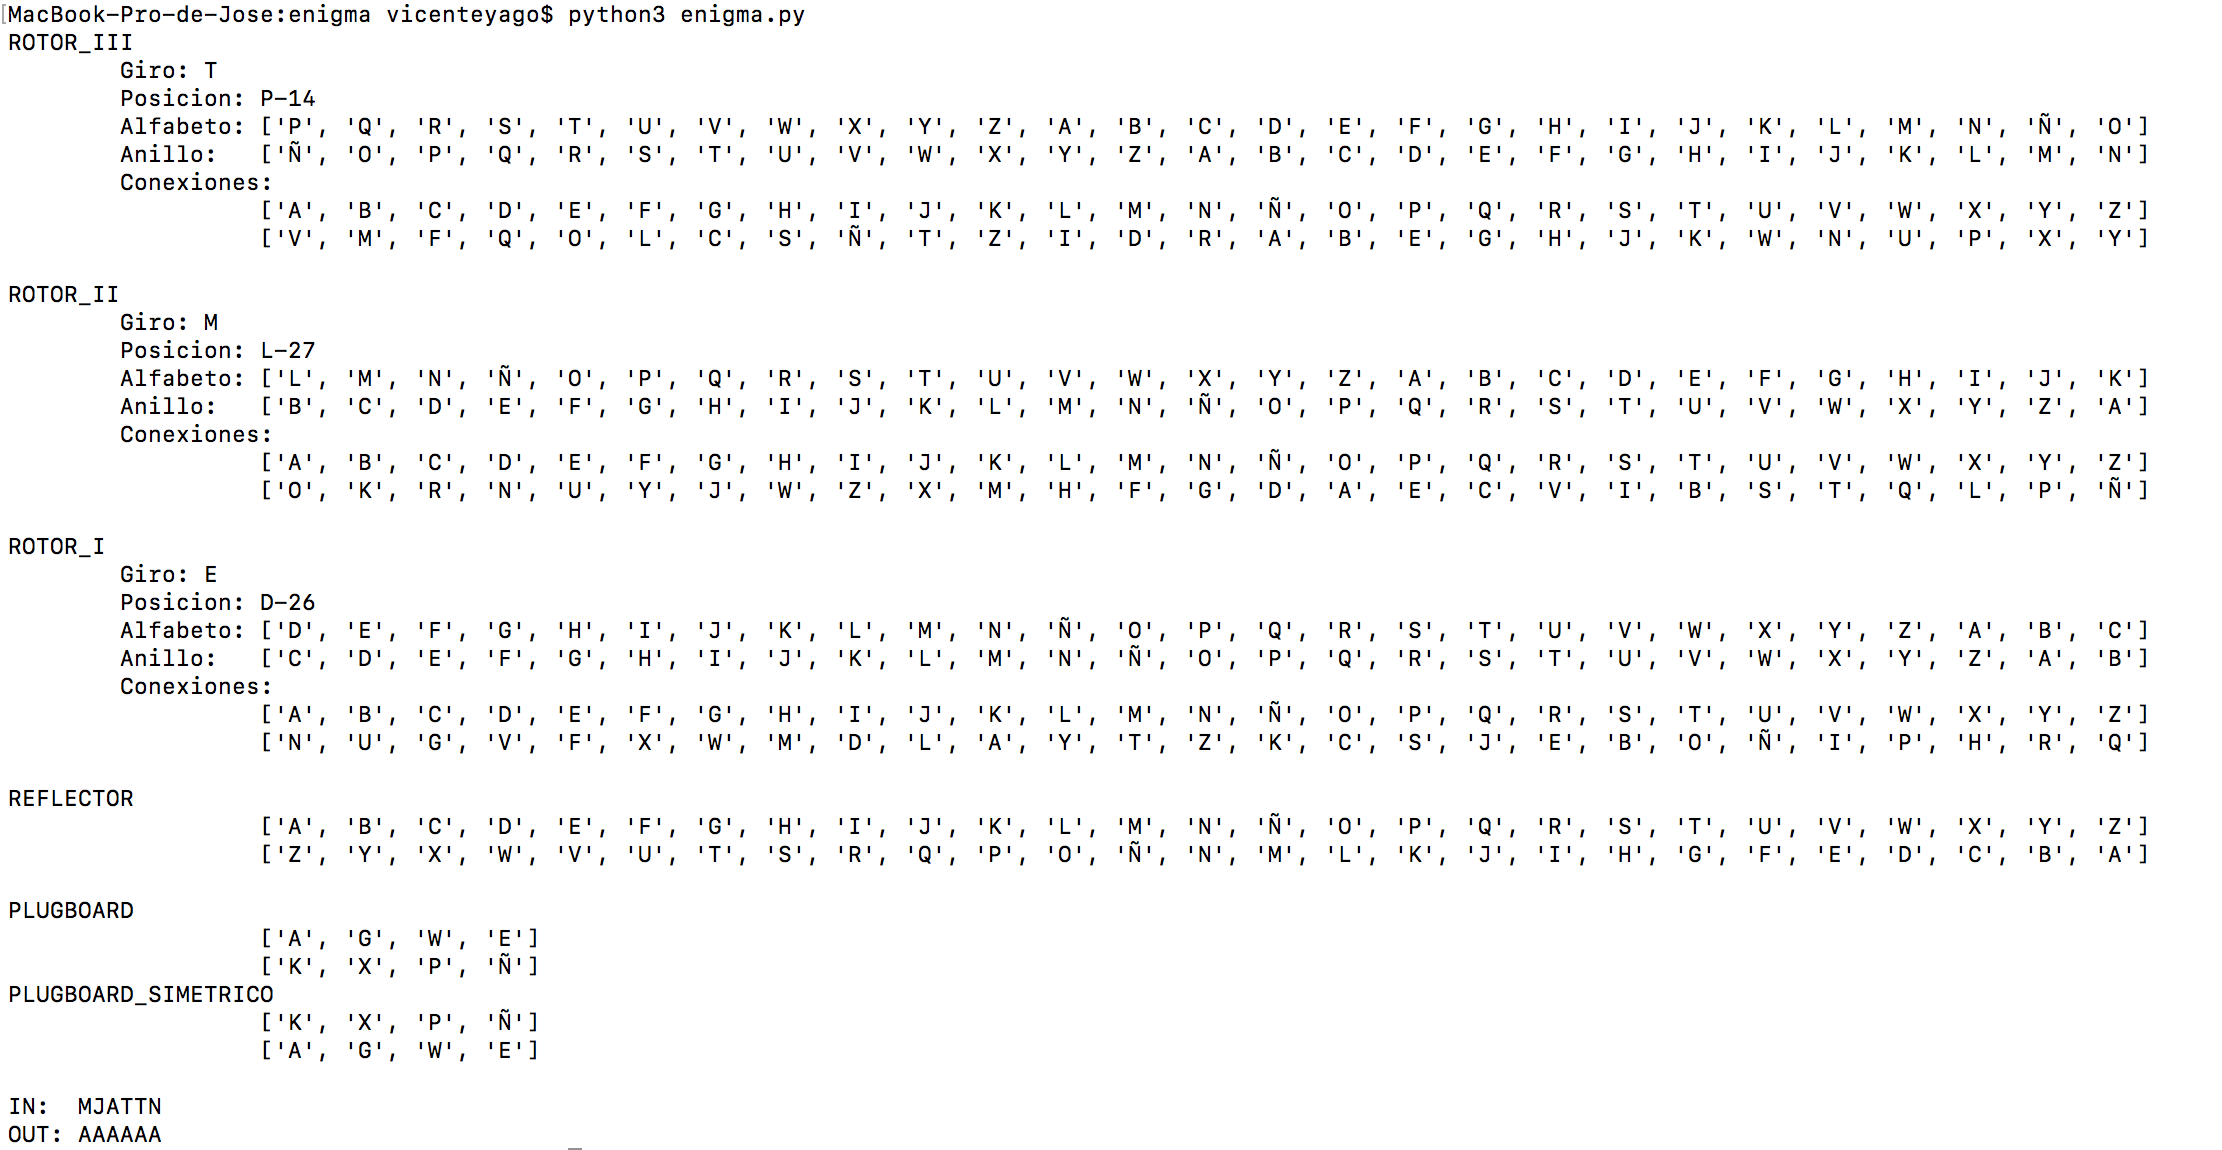 [MacBook-Pro-de-Jose:enigma vicenteyago$ python3 enigma.py
ROTOR_III
Giro: T
Posicion: P-14
Alfabeto: ['P', 'Q', 'R', 'S', 'T', 'U', 'V', 'W', 'X', 'Y', 'Z', 'A', 'B', 'C', 'D', 'E', 'F', 'G', 'H', 'I', 'J', 'K', 'L', 'M', 'N', 'Ñ', 'O']
Anillo: ['Ñ', 'O', 'P', 'Q', 'R', 'S', 'T', 'U', 'V', 'W', 'X', 'Y', 'Z', 'A', 'B', 'C', 'D', 'E', 'F', 'G', 'H', 'I', 'J', 'K', 'L', 'M', 'N']
Conexiones:
['A', 'B', 'C', 'D', 'E', 'F', 'G', 'H', 'I', 'J', 'K', 'L', 'M', 'N', 'Ñ', 'O', 'P', 'Q', 'R', 'S', 'T', 'U', 'V', 'W', 'X', 'Y', 'Z']
['V', 'M', 'F', 'Q', 'O', 'L', 'C', 'S', 'Ñ', 'T', 'Z', 'I', 'D', 'R', 'A', 'B', 'E', 'G', 'H', 'J', 'K', 'W', 'N', 'U', 'P', 'X', 'Y']
ROTOR_II
Giro: M
Posicion: L-27
Alfabeto: ['L', 'M', 'N', 'Ñ', 'O', 'P', 'Q', 'R', 'S', 'T', 'U', 'V', 'W', 'X', 'Y', 'Z', 'A', 'B', 'C', 'D', 'E', 'F', 'G', 'H', 'I', 'J', 'K']
Anillo: ['B', 'C', 'D', 'E', 'F', 'G', 'H', 'I', 'J', 'K', 'L', 'M', 'N', 'Ñ', 'O', 'P', 'Q', 'R', 'S', 'T', 'U', 'V', 'W', 'X', 'Y', 'Z', 'A']
Conexiones:
['A', 'B', 'C', 'D', 'E', 'F', 'G', 'H', 'I', 'J', 'K', 'L', 'M', 'N', 'Ñ', 'O', 'P', 'Q', 'R', 'S', 'T', 'U', 'V', 'W', 'X', 'Y', 'Z']
['O', 'K', 'R', 'N', 'U', 'Y', 'J', 'W', 'Z', 'X', 'M', 'H', 'F', 'G', 'D', 'A', 'E', 'C', 'V', 'I', 'B', 'S', 'T', 'Q', 'L', 'P', 'Ñ']
ROTOR_I
Giro: E
Posicion: D-26
Alfabeto: ['D', 'E', 'F', 'G', 'H', 'I', 'J', 'K', 'L', 'M', 'N', 'Ñ', 'O', 'P', 'Q', 'R', 'S', 'T', 'U', 'V', 'W', 'X', 'Y', 'Z', 'A', 'B', 'C']
Anillo: ['C', 'D', 'E', 'F', 'G', 'H', 'I', 'J', 'K', 'L', 'M', 'N', 'Ñ', 'O', 'P', 'Q', 'R', 'S', 'T', 'U', 'V', 'W', 'X', 'Y', 'Z', 'A', 'B']
Conexiones:
['A', 'B', 'C', 'D', 'E', 'F', 'G', 'H', 'I', 'J', 'K', 'L', 'M', 'N', 'Ñ', 'O', 'P', 'Q', 'R', 'S', 'T', 'U', 'V', 'W', 'X', 'Y', 'Z']
['N', 'U', 'G', 'V', 'F', 'X', 'W', 'M', 'D', 'L', 'A', 'Y', 'T', 'Z', 'K', 'C', 'S', 'J', 'E', 'B', 'O', 'Ñ', 'I', 'P', 'H', 'R', 'Q']
REFLECTOR
['A', 'B', 'C', 'D', 'E', 'F', 'G', 'H', 'I', 'J', 'K', 'L', 'M', 'N', 'Ñ', 'O', 'P', 'Q', 'R', 'S', 'T', 'U', 'V', 'W', 'X', 'Y', 'Z']
['Z', 'Y', 'X', 'W', 'V', 'U', 'T', 'S', 'R', 'Q', 'P', 'O', 'Ñ', 'N', 'M', 'L', 'K', 'J', 'I', 'H', 'G', 'F', 'E', 'D', 'C', 'B', 'A']
PLUGBOARD
['A', 'G', 'W', 'E']
['K', 'X', 'P', 'Ñ']
PLUGBOARD_SIMETRICO
['K', 'X', 'P', 'Ñ']
['A', 'G', 'W', 'E']
IN: MJATTN
OUT: AAAAAA